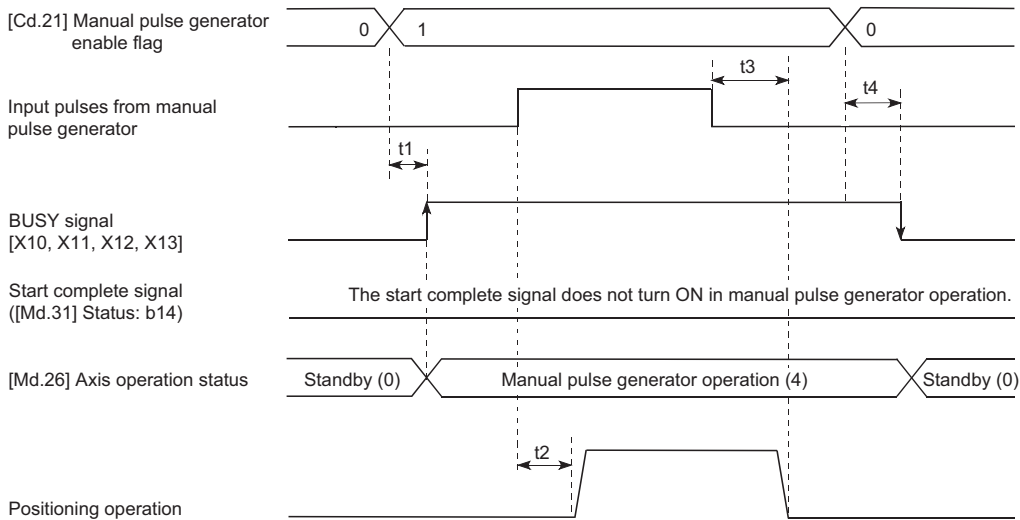 [Cd.21] Manual pulse generator
enable flag
0
1
0
t3
t4
Input pulses from manual
pulse generator
t1
BUSY signal
[X10, X11, X12, X13]
Start complete signal
([Md.31] Status: b14)
The start complete signal does not turn ON in manual pulse generator operation.
[Md.26] Axis operation status
Standby (0)
Manual pulse generator operation (4)
Standby (0)
t2
Positioning operation